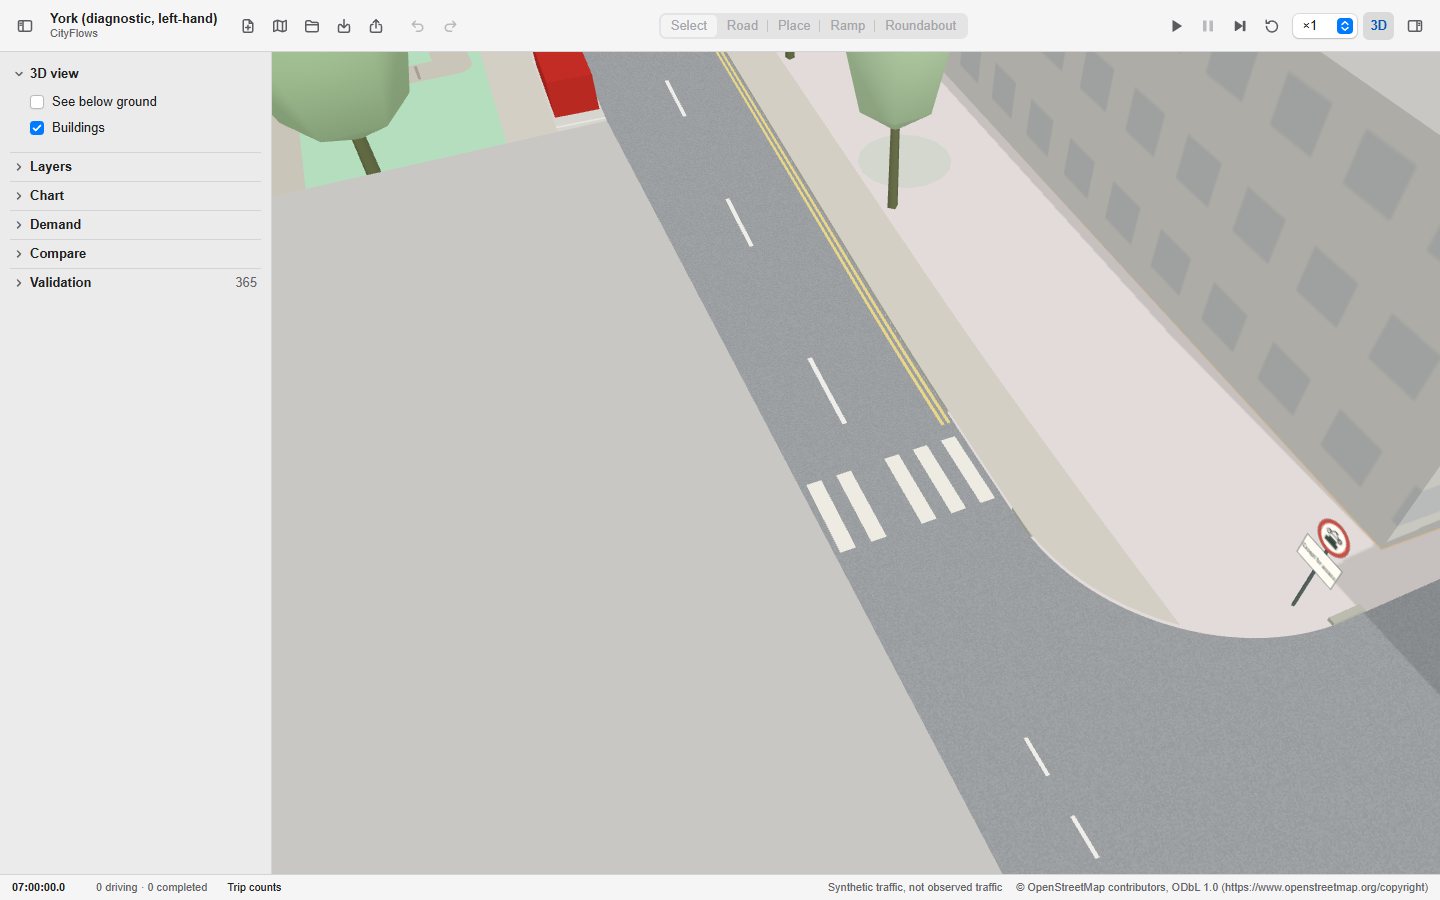 York (diagnostic, left-hand)
CityFlows
Select
Road
Place
Ramp
Roundabout
×1
3D
3D view
See below ground
Buildings
Layers
Chart
Demand
Compare
Validation
365
07:00:00.0
0 driving · 0 completed
Trip counts
Synthetic traffic, not observed traffic
© OpenStreetMap contributors, ODbL 1.0 (https://www.openstreetmap.org/copyright)